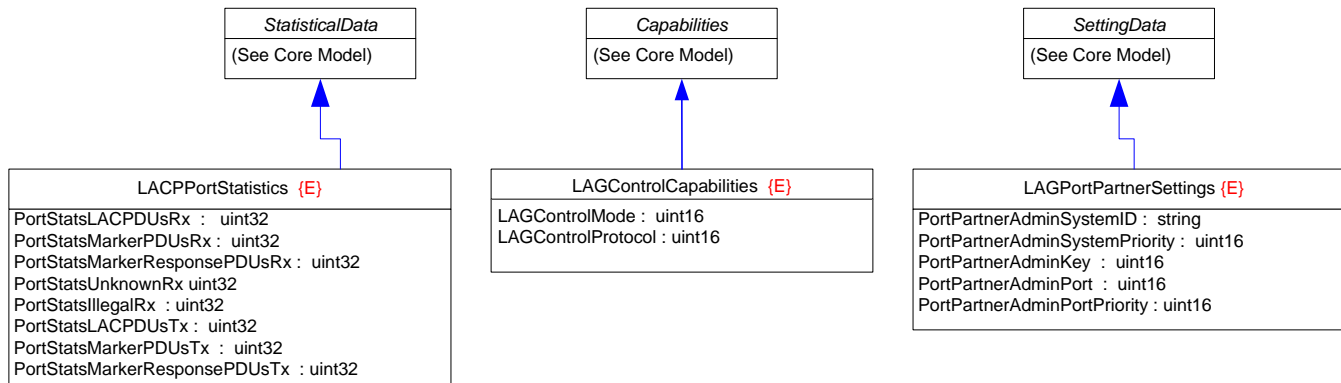 StatisticalData
(See Core Model)
Capabilities
(See Core Model)
SettingData
(See Core Model)
LACPPortStatistics {E}
PortStatsLACPDUsRx : uint32
PortStatsMarkerPDUsRx : uint32
PortStatsMarkerResponsePDUsRx : uint32
PortStatsUnknownRx uint32
PortStatsIllegalRx : uint32
PortStatsLACPDUsTx : uint32
PortStatsMarkerPDUsTx : uint32
PortStatsMarkerResponsePDUsTx : uint32
LAGControlCapabilities {E}
LAGControlMode : uint16
LAGControlProtocol : uint16
LAGPortPartnerSettings {E}
PortPartnerAdminSystemID : string
PortPartnerAdminSystemPriority : uint16
PortPartnerAdminKey : uint16
PortPartnerAdminPort : uint16
PortPartnerAdminPortPriority : uint16